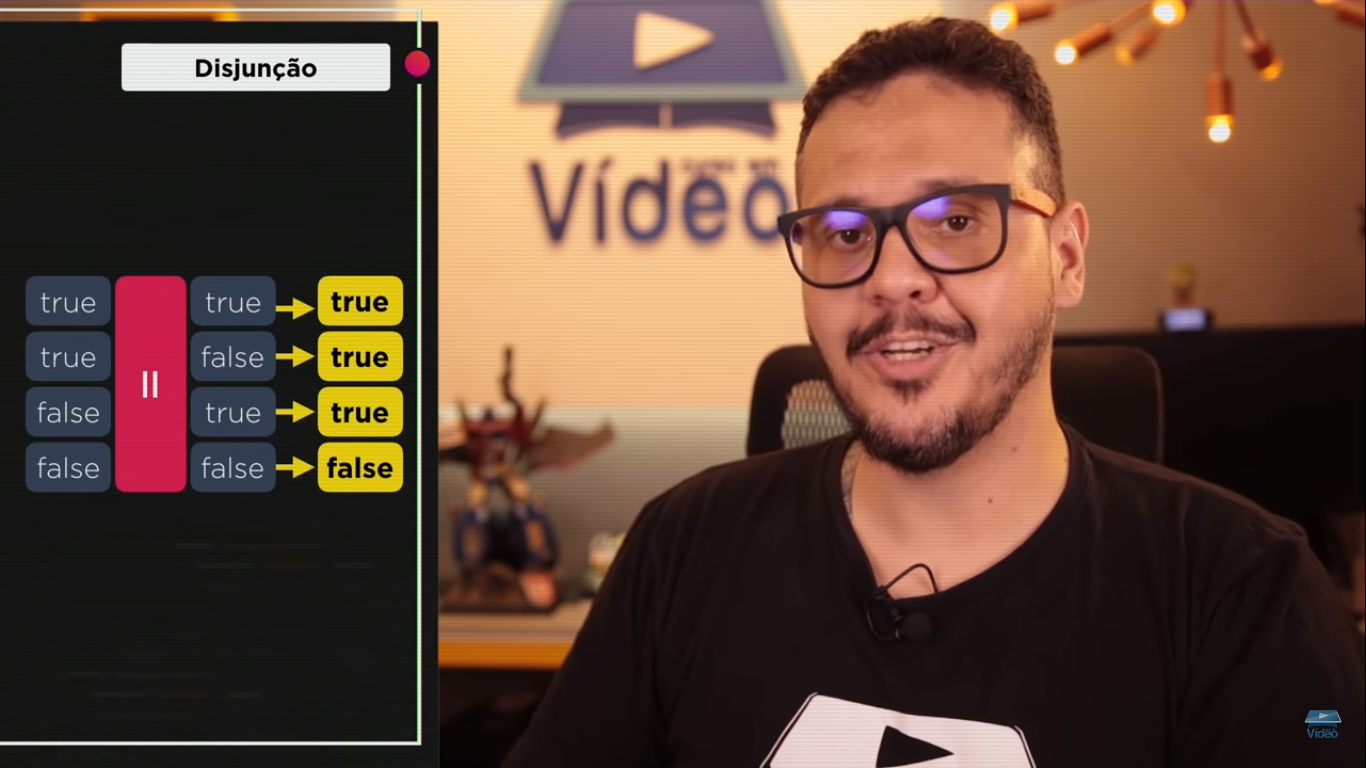 Disjunção
true || true true
true false true
false true true
false false false
Vídeo
Vídeo